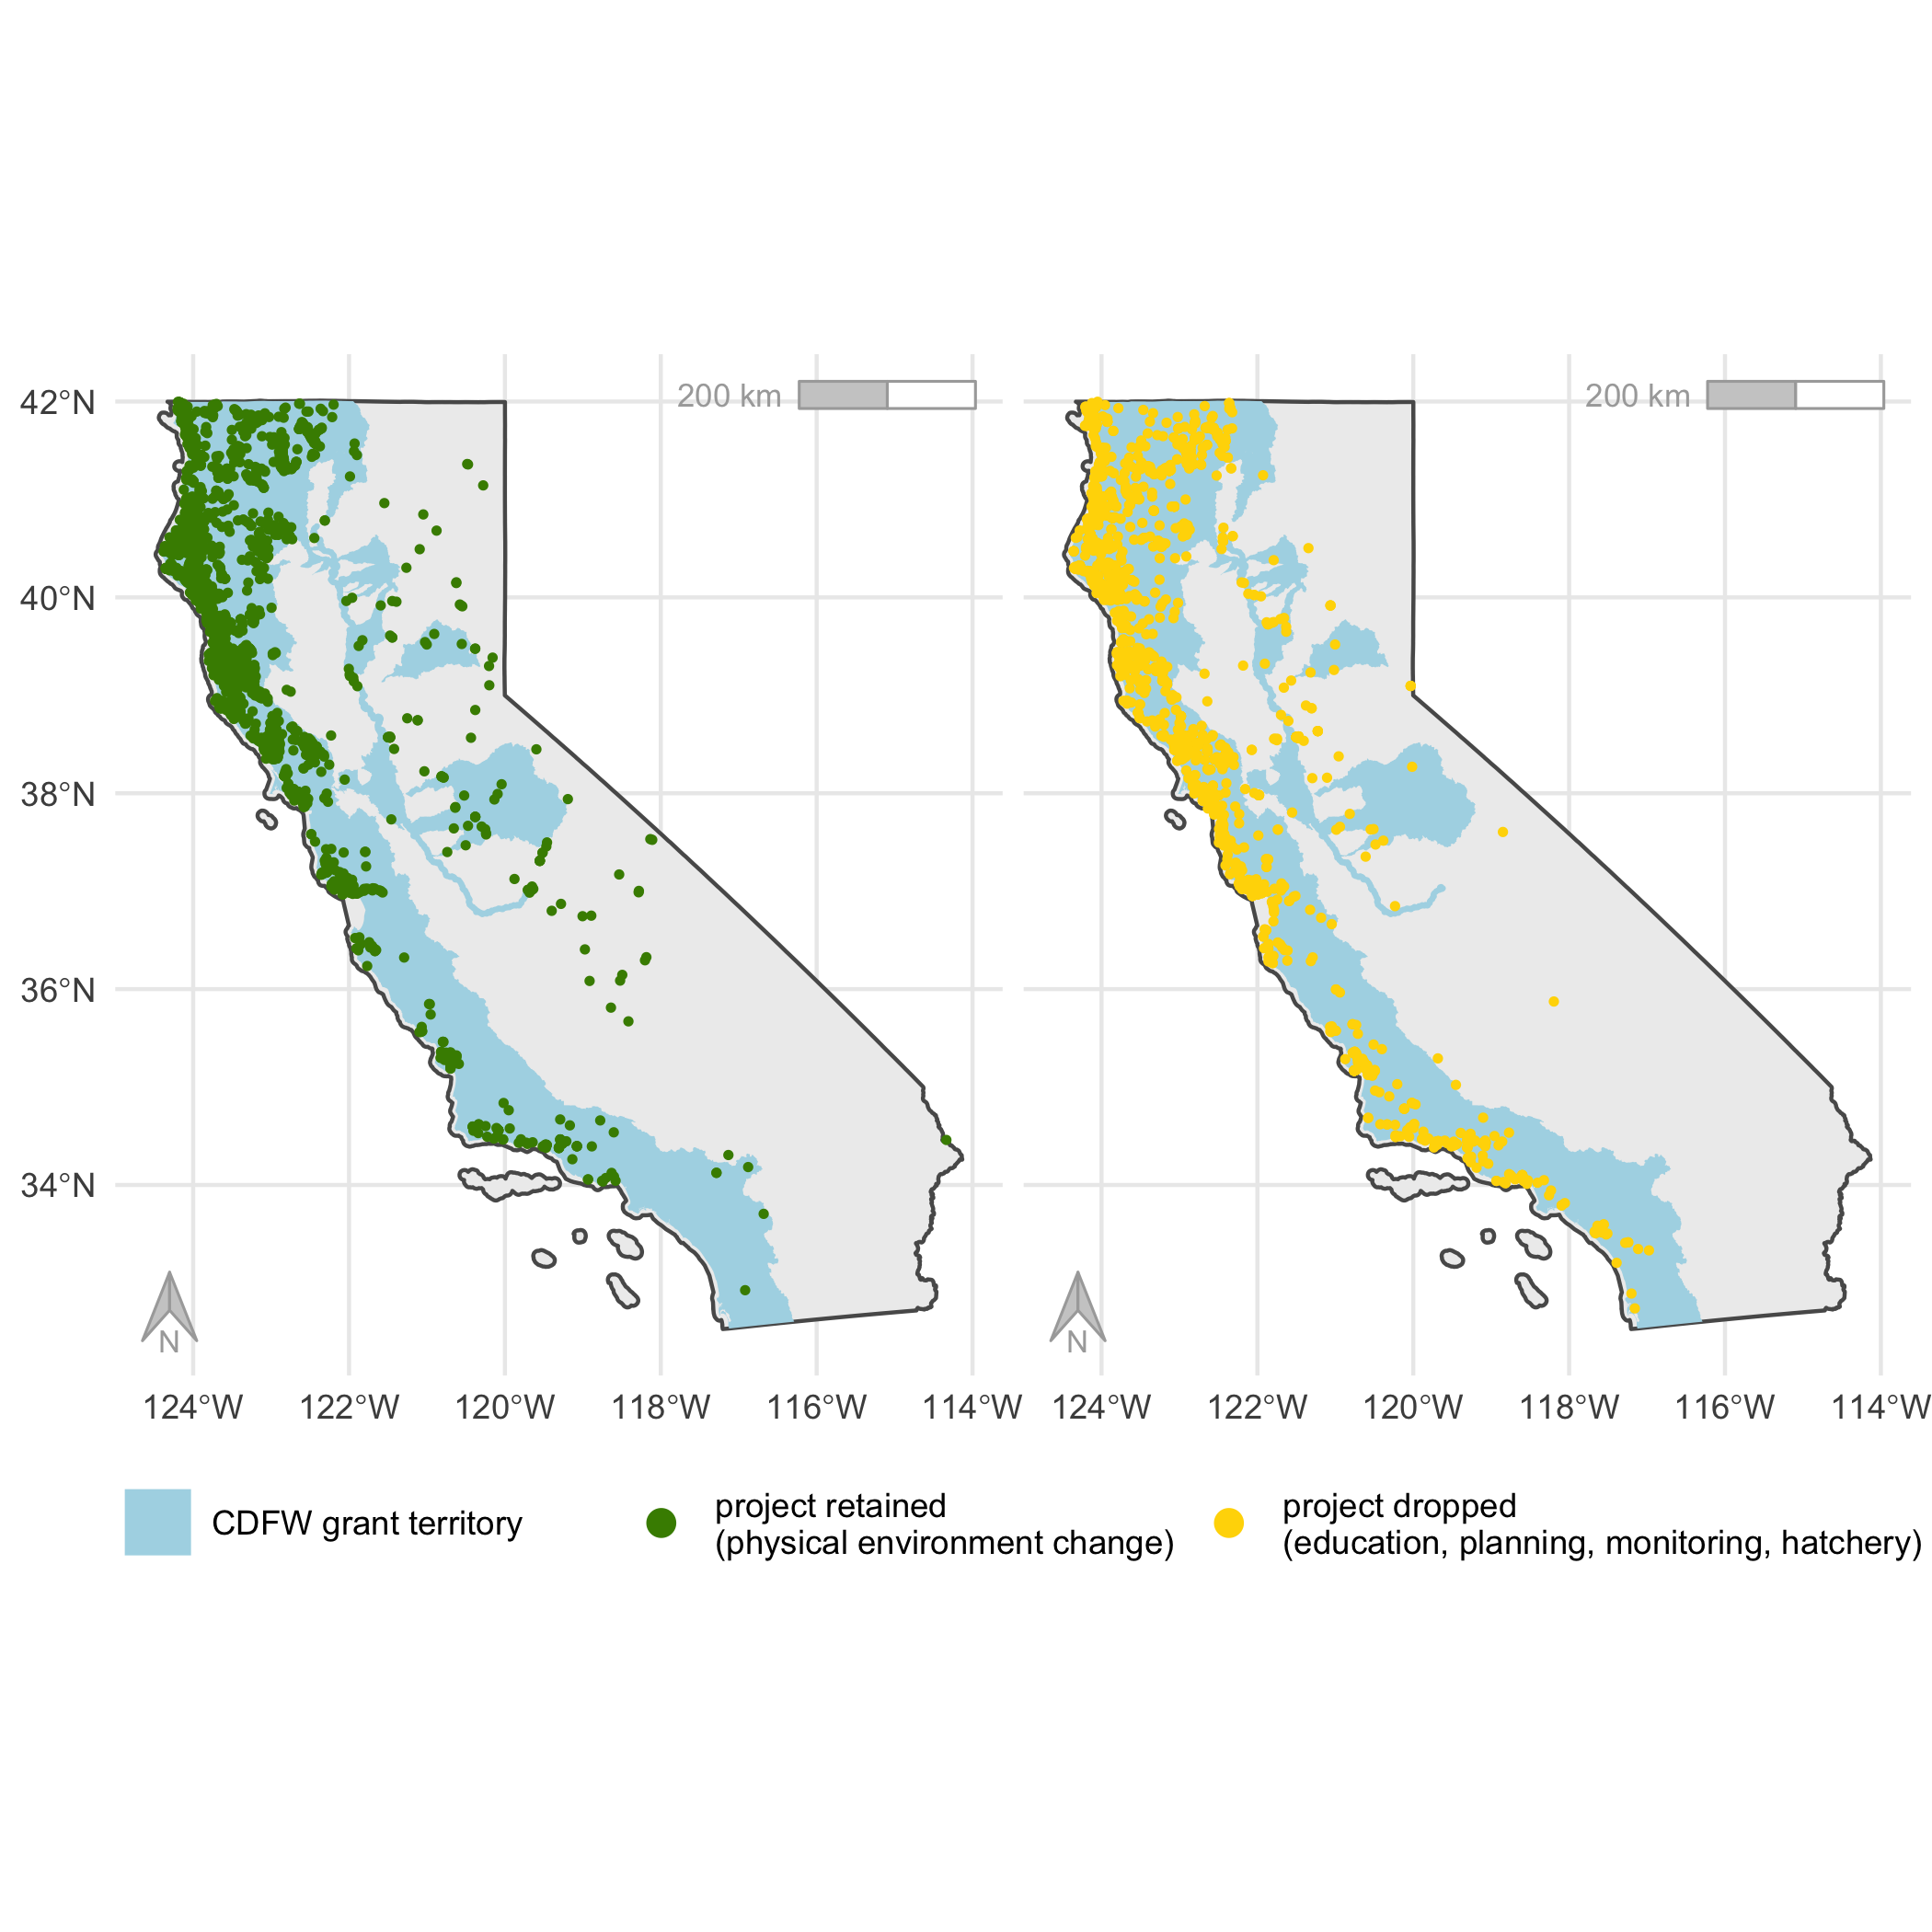 200 km
200 km
42°N
40°N
38°N
36°N
34°N
N
N
124°W
122°W
120°W
118°W
116°W
114°W
124°W
122°W
120°W
118°W
116°W
114°W
CDFW grant territory
project retained
(physical environment change)
project dropped
(education, planning, monitoring, hatchery)